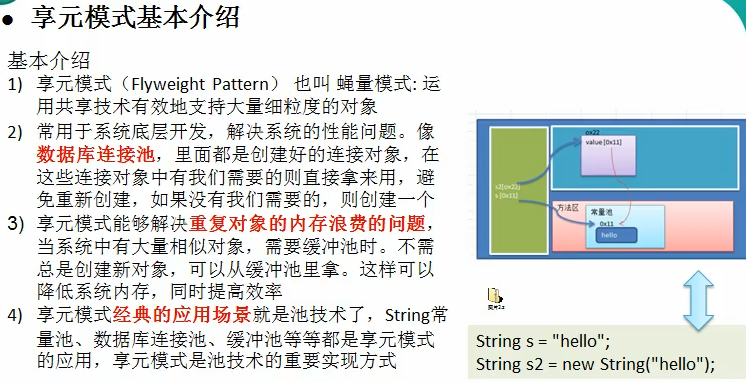 ● 享元模式基本介绍
基本介绍
1) 享元模式（Flyweight Pattern） 也叫 蝇量模式: 运
用共享技术有效地支持大量细粒度的对象
2) 常用于系统底层开发，解决系统的性能问题。像
数据库连接池，里面都是创建好的连接对象，在
这些连接对象中有我们需要的则直接拿来用，避
免重新创建，如果没有我们需要的，则创建一个
3) 享元模式能够解决重复对象的内存浪费的问题，
当系统中有大量相似对象，需要缓冲池时。不需
总是创建新对象，可以从缓冲池里拿。这样可以
降低系统内存，同时提高效率
4) 享元模式经典的应用场景就是池技术了，String常
量池、数据库连接池、缓冲池等等都是享元模式
的应用，享元模式是池技术的重要实现方式
0x22
value[0x11]
s2[0x22]
s [0x11]
方法区
常量池
0x11
hello
String s = "hello";
String s2 = new String("hello");